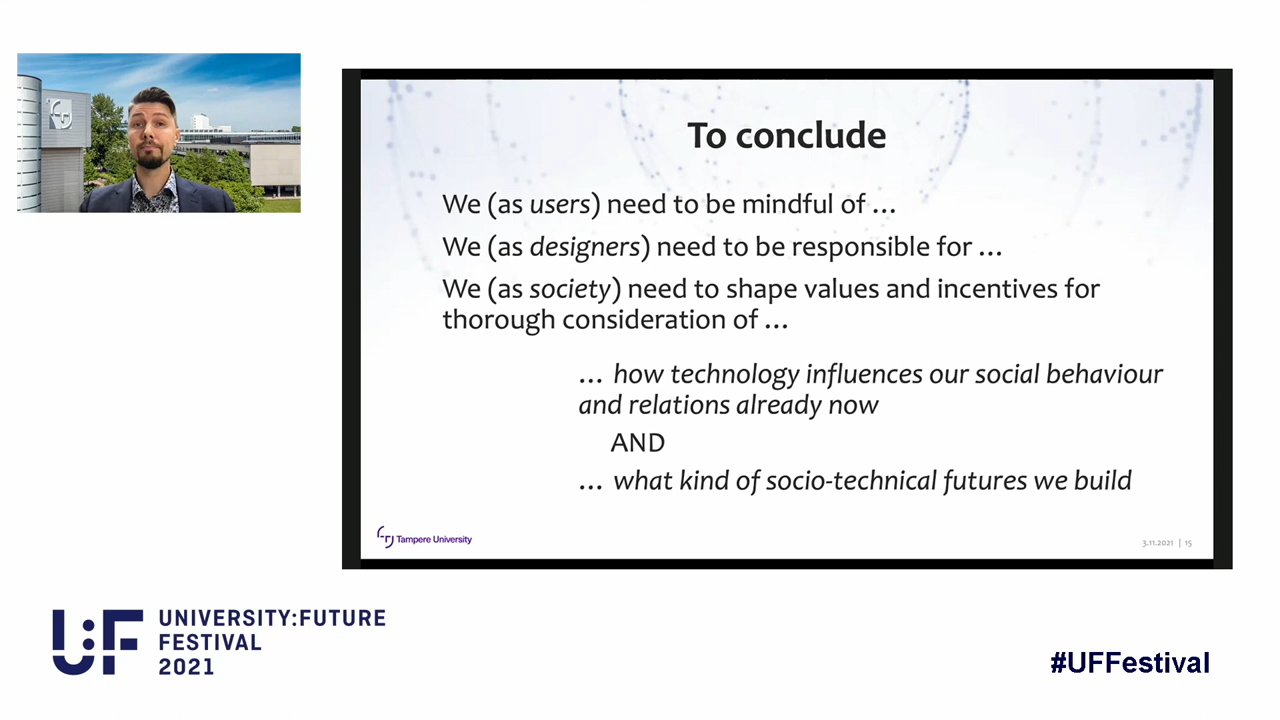 To conclude
We (as users) need to be mindful of …
We (as designers) need to be responsible for …
We (as society) need to shape values and incentives for
thorough consideration of …
… how technology influences our social behaviour
and relations already now
AND
… what kind of socio-technical futures we build
Tampere University
3.11.2021 | 15
U:F
UNIVERSITY:FUTURE
FESTIVAL
2021
#UFFestival